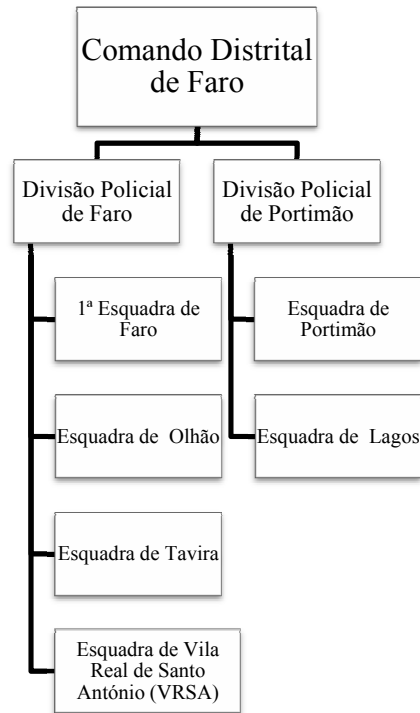 Comando Distrital
de Faro
Divisão Policial
de Faro
Divisão Policial
de Portimão
1ª Esquadra de
Faro
Esquadra de
Portimão
Esquadra de Olhão
Esquadra de Lagos
Esquadra de Tavira
Esquadra de Vila
Real de Santo
António (VRSA)